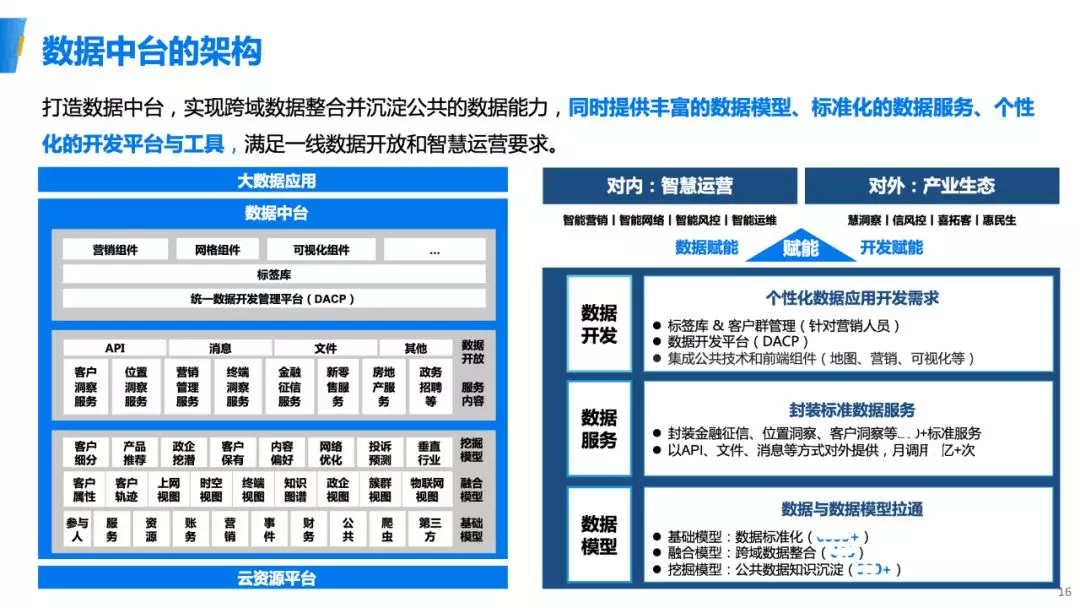 数据中台的架构
打造数据中台，实现跨域数据整合并沉淀公共的数据能力，同时提供丰富的数据模型、标准化的数据服务、个性
化的开发平台与工具，满足一线数据开放和智慧运营要求。
大数据应用
数据中台
营销组件 网格组件 可视化组件 ...
标签库
统一数据开发管理平台（DACP）
API 消息 文件 其他
数据
开放
客户 位置 营销 终端 金融 新零 房地 政务
洞察 洞察 管理 洞察 征信 售服 产服 招聘
服务 服务 服务 服务 服务 务 务 等
服务
内容
客户 产品 政企 客户 内容 网络 投诉 垂直
细分 推荐 挖潜 保有 偏好 优化 预测 行业
挖掘
模型
客户 客户 上网 时空 终端 知识 政企 簇群 物联网
属性 轨迹 视图 视图 视图 图谱 视图 视图 视图
融合
模型
参与 服 资 账 营 事 财 公 爬 第三
人 务 源 务 销 件 务 共 虫 方
基础
模型
云资源平台
对内：智慧运营
对外：产业生态
智能营销 | 智能网络 | 智能风控 | 智能运维
慧洞察 | 信风控 | 喜拓客 | 惠民生
数据赋能 赋能 开发赋能
数据
开发
个性化数据应用开发需求
● 标签库 & 客户群管理（针对营销人员）
● 数据开发平台（DACP）
● 集成公共技术和前端组件（地图、营销、可视化等）
数据
服务
封装标准数据服务
● 封装金融征信、位置洞察、客户洞察等 0+标准服务
● 以API、文件、消息等方式对外提供，月调用 亿+次
数据
模型
数据与数据模型拉通
● 基础模型：数据标准化（ + ）
● 融合模型：跨域数据整合（ ）
● 挖掘模型：公共数据知识沉淀（ 0+ ）
16